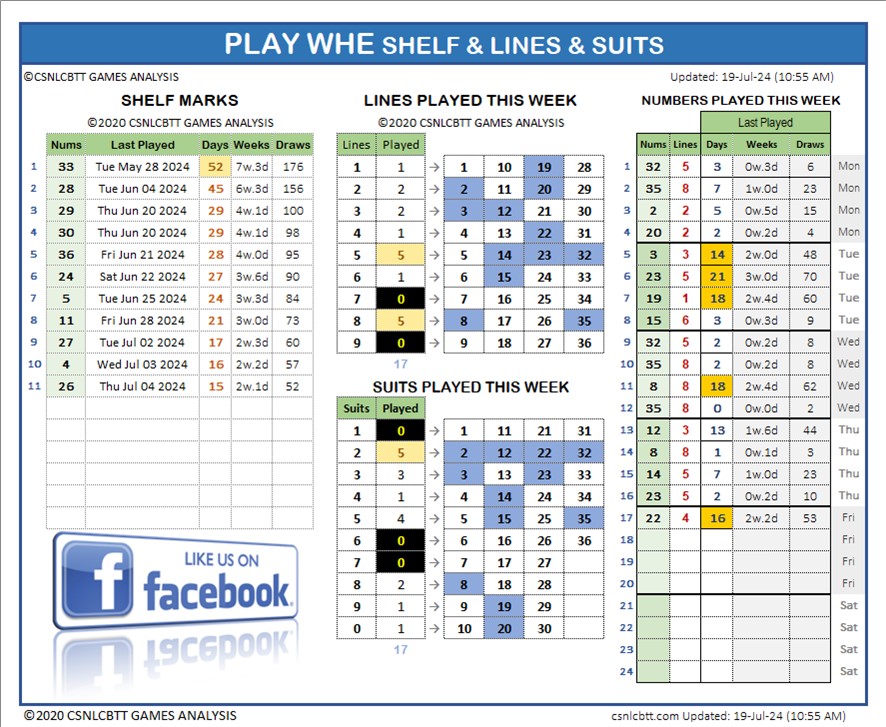 PLAY WHE SHELF & LINES & SUITS
©CSNLCBTT GAMES ANALYSIS
Updated: 19-Jul-24 (10:55 AM)
SHELF MARKS
©2020 CSNLCBTT GAMES ANALYSIS
Nums Last Played Days Weeks Draws
1 33 Tue May 28 2024 52 7w.3d 176
2 28 Tue Jun 04 2024 45 6w.3d 156
3 29 Thu Jun 20 2024 29 4w.1d 100
4 30 Thu Jun 20 2024 29 4w.1d 98
5 36 Fri Jun 21 2024 28 4w.0d 95
6 24 Sat Jun 22 2024 27 3w.6d 90
7 5 Tue Jun 25 2024 24 3w.3d 84
8 11 Fri Jun 28 2024 21 3w.0d 73
9 27 Tue Jul 02 2024 17 2w.3d 60
10 4 Wed Jul 03 2024 16 2w.2d 57
11 26 Thu Jul 04 2024 15 2w.1d 52
LIKE US ON
f facebook.
LINES PLAYED THIS WEEK
©2020 CSNLCBTT GAMES ANALYSIS
Lines Played
1 1 → 1 10 19 28
2 2 → 2 11 20 29
3 2 → 3 12 21 30
4 1 → 4 13 22 31
5 5 → 5 14 23 32
6 1 → 6 15 24 33
7 0 → 7 16 25 34
8 5 → 8 17 26 35
9 0 → 9 18 27 36
17
SUITS PLAYED THIS WEEK
Suits Played
1 0 → 1 11 21 31
2 5 → 2 12 22 32
3 3 → 3 13 23 33
4 1 → 4 14 24 34
5 4 → 5 15 25 35
6 0 → 6 16 26 36
7 0 → 7 17 27
8 2 → 8 18 28
9 1 → 9 19 29
0 1 → 10 20 30
17
NUMBERS PLAYED THIS WEEK
Last Played
Nums Lines Days Weeks Draws
1 32 5 3 0w.3d 6 Mon
2 35 8 7 1w.0d 23 Mon
3 2 2 5 0w.5d 15 Mon
4 20 2 2 0w.2d 4 Mon
5 3 3 14 2w.0d 48 Tue
6 23 5 21 3w.0d 70 Tue
7 19 1 18 2w.4d 60 Tue
8 15 6 3 0w.3d 9 Tue
9 32 5 2 0w.2d 8 Wed
10 35 8 2 0w.2d 8 Wed
11 8 8 18 2w.4d 62 Wed
12 35 8 0 0w.0d 2 Wed
13 12 3 13 1w.6d 44 Thu
14 8 8 1 0w.1d 3 Thu
15 14 5 7 1w.0d 23 Thu
16 23 5 2 0w.2d 10 Thu
17 22 4 16 2w.2d 53 Fri
18 Fri
19 Fri
20 Fri
21 Sat
22 Sat
23 Sat
24 Sat
©2020 CSNLCBTT GAMES ANALYSIS
csnlcbtt.com Updated: 19-Jul-24 (10:55 AM)